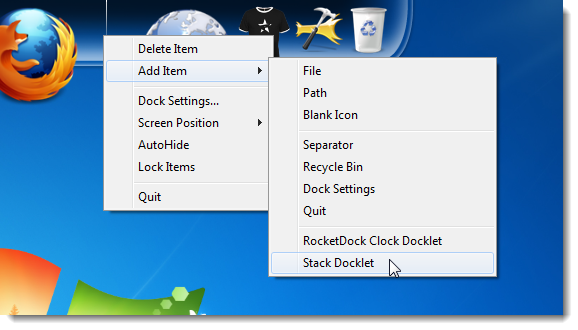 Delete Item
Add Item
Dock Settings...
Screen Position
AutoHide
Lock Items
Quit
File
Path
Blank Icon
Separator
Recycle Bin
Dock Settings
Quit
RocketDock Clock Docklet
Stack Docklet